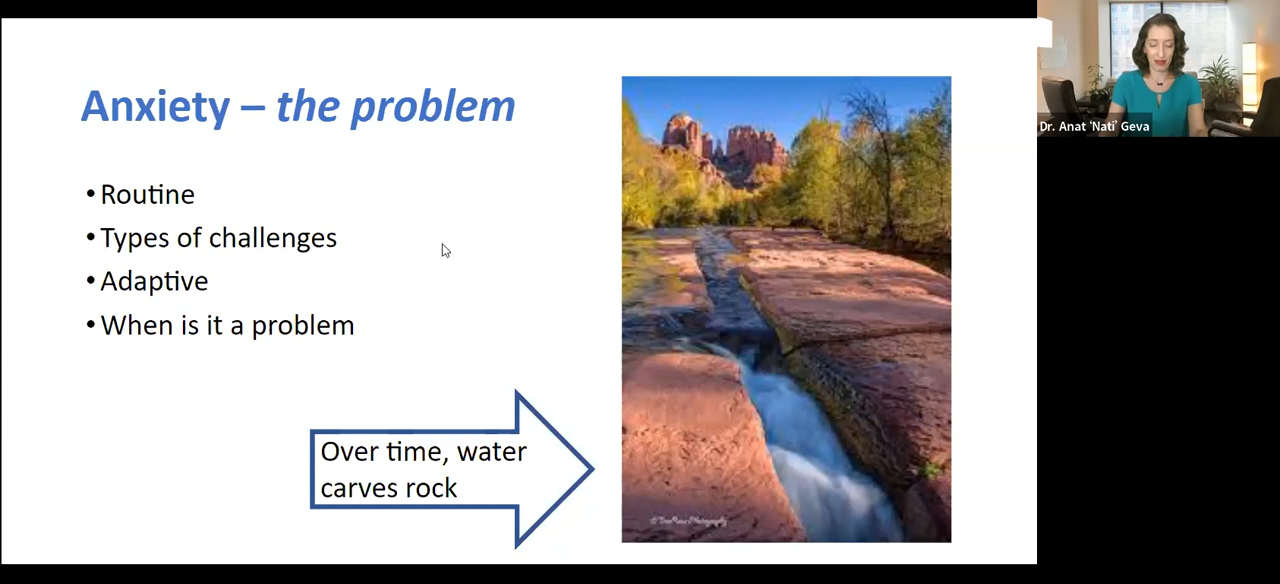 Anxiety – the problem
• Routine
• Types of challenges
• Adaptive
• When is it a problem
Over time, water
carves rock
Dr. Anat 'Nati' Geva